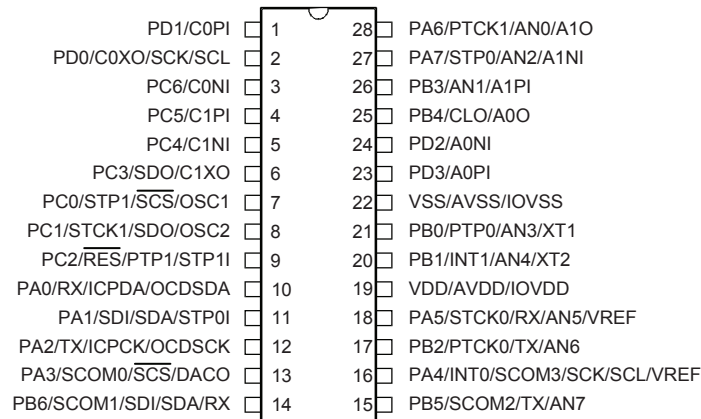 PD1/C0PI 1 28 PA6/PTCK1/AN0/A1O
PD0/C0XO/SCK/SCL 2 27 PA7/STP0/AN2/A1NI
PC6/C0NI 3 26 PB3/AN1/A1PI
PC5/C1PI 4 25 PB4/CLO/A0O
PC4/C1NI 5 24 PD2/A0NI
PC3/SDO/C1XO 6 23 PD3/A0PI
PC0/STP1/SCS/OSC1 7 22 VSS/AVSS/IOVSS
PC1/STCK1/SDO/OSC2 8 21 PB0/PTP0/AN3/XT1
PC2/RES/PTP1/STP1I 9 20 PB1/INT1/AN4/XT2
PA0/RX/ICPDA/OCDSDA 10 19 VDD/AVDD/IOVDD
PA1/SDI/SDA/STP0I 11 18 PA5/STCK0/RX/AN5/VREF
PA2/TX/ICPCK/OCDSCK 12 17 PB2/PTCK0/TX/AN6
PA3/SCOM0/SCS/DACO 13 16 PA4/INT0/SCOM3/SCK/SCL/VREF
PB6/SCOM1/SDI/SDA/RX 14 15 PB5/SCOM2/TX/AN7